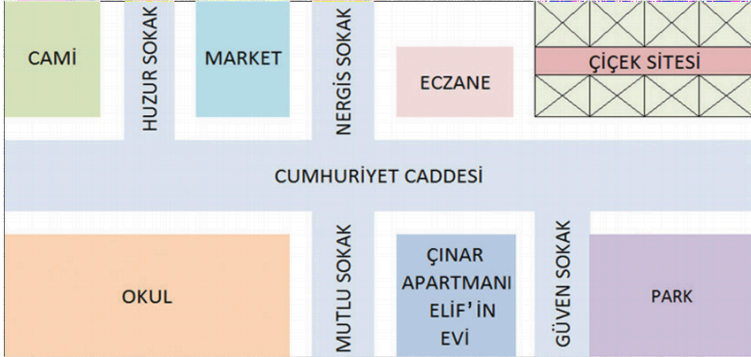 CAMİ
HUZUR SOKAK
MARKET
NERGİS SOKAK
ECZANE
ÇİÇEK SİTESİ
CUMHURİYET CADDESİ
OKUL
MUTLU SOKAK
ÇINAR
APARTMANI
ELİF'İN
EVİ
GÜVEN SOKAK
PARK